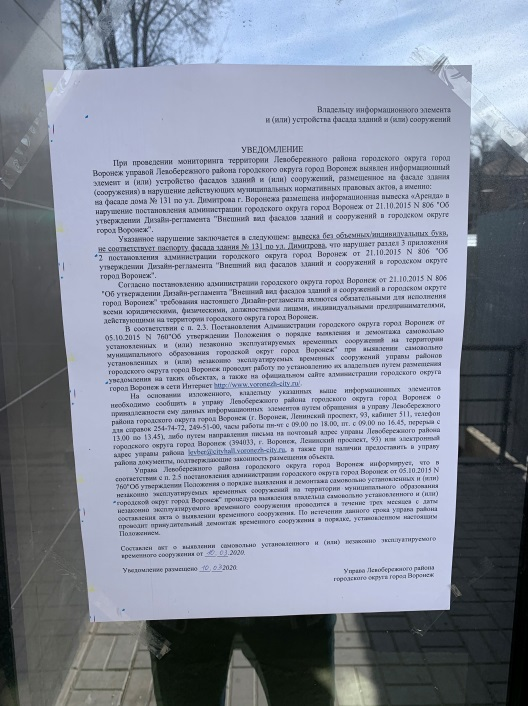 Владельцу информационного элемента
и (или) устройства фасада зданий и (или) сооружений
УВЕДОМЛЕНИЕ
При проведении мониторинга территории Левобережного района городского округа город
Воронеж управой Левобережного района городского округа город Воронеж выявлен информационный
элемент и (или) устройство фасадов зданий и (или) сооружений, размещенное на фасаде здания
(сооружения) в нарушение действующих муниципальных нормативных правовых актов, а именно:
на фасаде дома № 131 по ул. Димитрова г. Воронежа размещена информационная вывеска «Аренда» в
нарушение постановления администрации городского округа город Воронеж от 21.10.2015 N 806 "Об
утверждении Дизайн-регламента "Внешний вид фасадов зданий и сооружений в городском округе
город Воронеж".
Указанное нарушение заключается в следующем: вывеска без объемных/индивидуальных букв,
не соответствует паспорту фасада здания № 131 по ул. Димитрова, что нарушает раздел 3 приложения
2 постановления администрации городского округа город Воронеж от 21.10.2015 N 806 "Об
утверждении Дизайн-регламента "Внешний вид фасадов зданий и сооружений в городском округе
город Воронеж".
Согласно постановлению администрации городского округа город Воронеж от 21.10.2015 N 806
"Об утверждении Дизайн-регламента "Внешний вид фасадов зданий и сооружений в городском округе
город Воронеж" требования настоящего Дизайн-регламента являются обязательными для исполнения
всеми юридическими, физическими, должностными лицами, индивидуальными предпринимателями,
действующими на территории городского округа город Воронеж.
В соответствии с п. 2.3. Постановления Администрации городского округа город Воронеж от
05.10.2015 N 760"Об утверждении Положения о порядке выявления и демонтажа самовольно
установленных и (или) незаконно эксплуатируемых временных сооружений на территории
муниципального образования городской округ город Воронеж" при выявлении самовольно
установленных и (или) незаконно эксплуатируемых временных сооружений управы районов
городского округа город Воронеж проводят работу по установлению их владельцев путем размещения
уведомления на таких объектах, а также на официальном сайте администрации городского округа
город Воронеж в сети Интернет http://www.voronezh-city.ru/.
На основании изложенного, владельцу указанных выше информационных элементов
необходимо сообщить в управу Левобережного района городского округа город Воронеж о
принадлежности ему данных информационных элементов путем обращения в управу Левобережного
района городского округа город Воронеж (г. Воронеж, Ленинский проспект, 93, кабинет 511, телефон
для справок 254-74-72, 249-51-00, часы работы пн-чт с 09.00 до 18.00, пт. с 09.00 по 16.45, перерыв с
13.00 по 13.45), либо путем направления письма на почтовый адрес управы Левобережного района
городского округа город Воронеж (394033, г. Воронеж, Ленинский проспект, 93) или электронный
адрес управы района levber@cityhall.voronezh-city.ru, а также при наличии предоставить в управу
района документы, подтверждающие законность размещения объекта.
Управа Левобережного района городского округа город Воронеж информирует, что в
соответствии с п. 2.5 постановления администрации городского округа город Воронеж от 05.10.2015 N
760"Об утверждении Положения о порядке выявления и демонтажа самовольно установленных и (или)
незаконно эксплуатируемых временных сооружений на территории муниципального образования
"городской округ город Воронеж" процедура выявления владельца самовольно установленного и (или)
незаконно эксплуатируемого временного сооружения проводится в течение трех месяцев с даты
составления акта о выявлении временного сооружения. По истечении данного срока управа района
проводит принудительный демонтаж временного сооружения в порядке, установленном настоящим
Положением.
Составлен акт о выявлении самовольно установленного и (или) незаконно эксплуатируемого
временного сооружения от 10.03.2020.
Уведомление размещено 10.03.2020.
Управа Левобережного района
городского округа город Воронеж